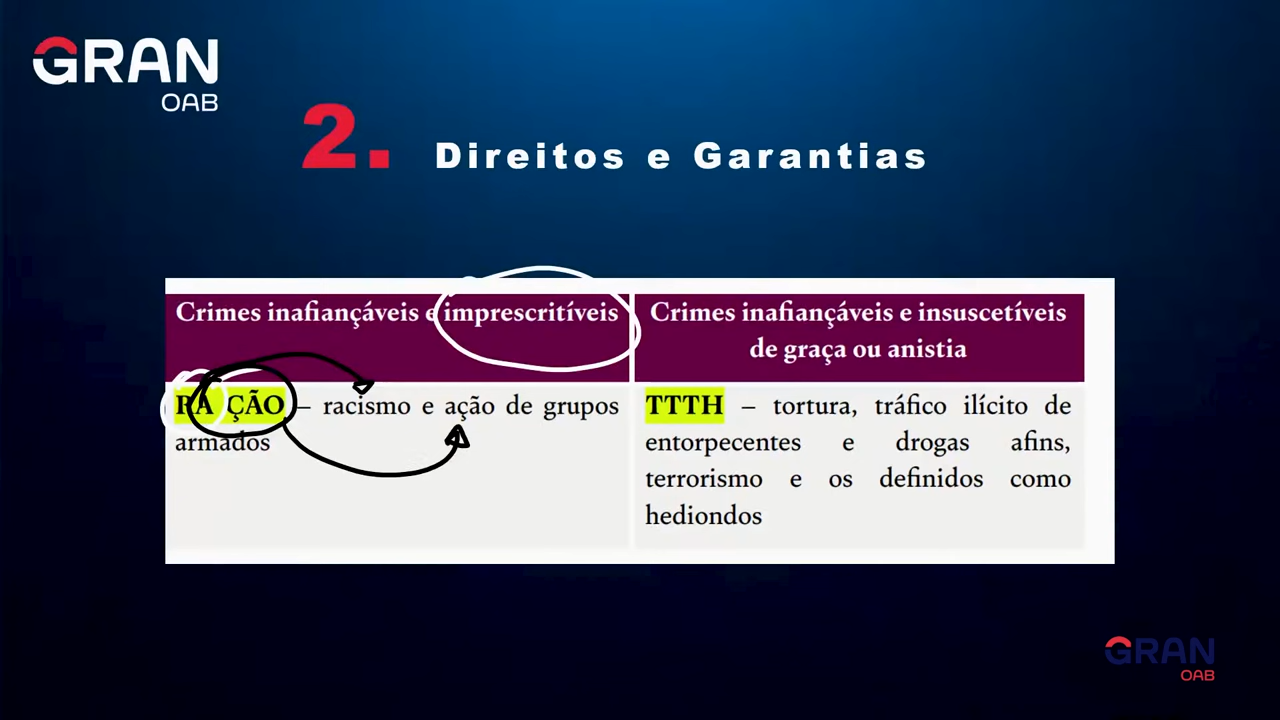 GRAN
OAB
2. Direitos e Garantias
Crimes inafiançáveis e imprescritíveis
Crimes inafiançáveis e insuscetíveis
de graça ou anistia
RA ÇÃO – racismo e ação de grupos
armados
TTTH – tortura, tráfico ilícito de
entorpecentes e drogas afins,
terrorismo e os definidos como
hediondos
GRAN
OAB